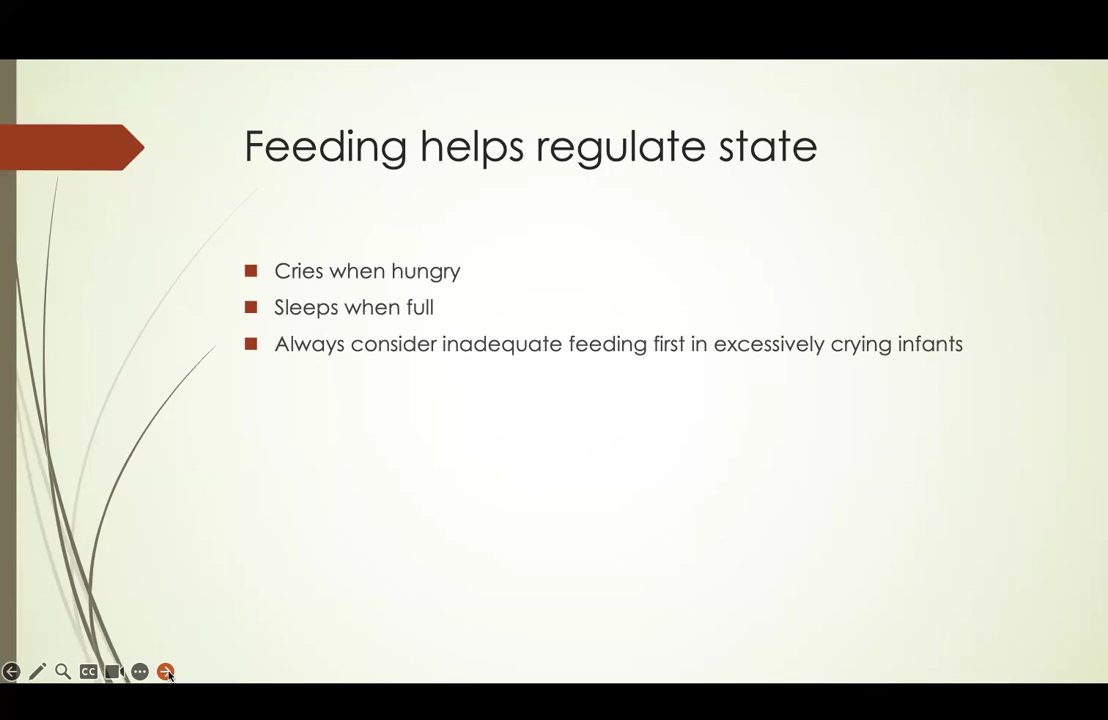 Feeding helps regulate state
Cries when hungry
Sleeps when full
Always consider inadequate feeding first in excessively crying infants
CC